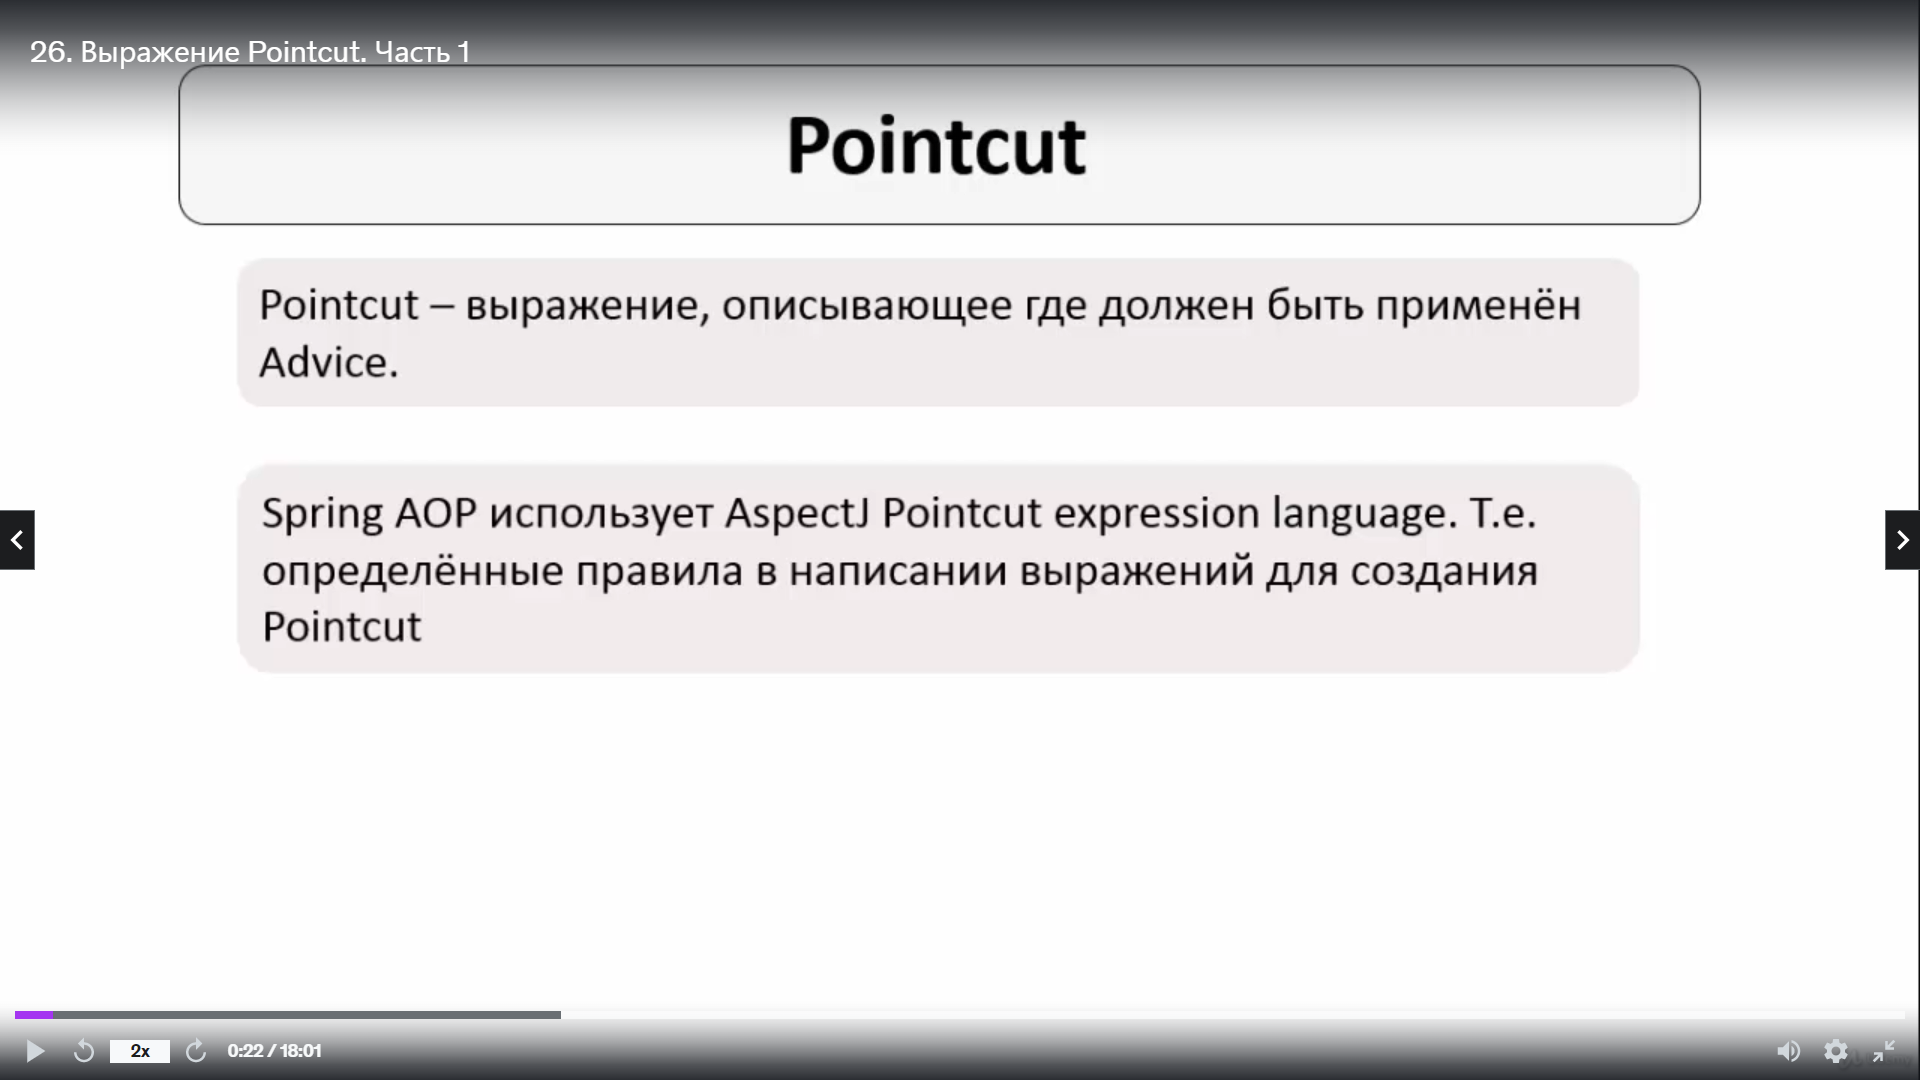 26. Выражение Pointcut. Часть 1
Pointcut
Pointcut – выражение, описывающее где должен быть применён
Advice.
Spring AOP использует AspectJ Pointcut expression language. Т.е.
определённые правила в написании выражений для создания
Pointcut
2x
0:22 / 18:01